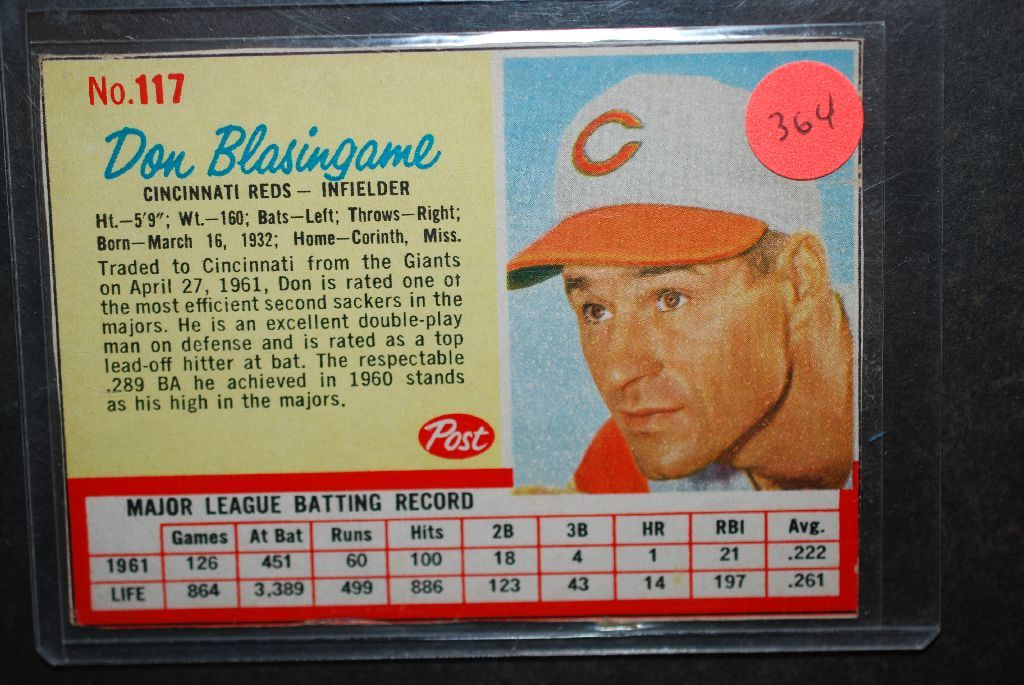 No.117
Don Blasingame
CINCINNATI REDS — INFIELDER
Ht.—5'9"; Wt.—160; Bats—Left; Throws—Right;
Born—March 16, 1932; Home—Corinth, Miss.
Traded to Cincinnati from the Giants
on April 27, 1961, Don is rated one of
the most efficient second sackers in the
majors. He is an excellent double-play
man on defense and is rated as a top
lead-off hitter at bat. The respectable
.289 BA he achieved in 1960 stands
as his high in the majors.
Post
C
364
MAJOR LEAGUE BATTING RECORD
Games At Bat Runs Hits 2B 3B HR RBI Avg.
1961 126 451 60 100 18 4 1 21 .222
LIFE 864 3,389 499 886 123 43 14 197 .261